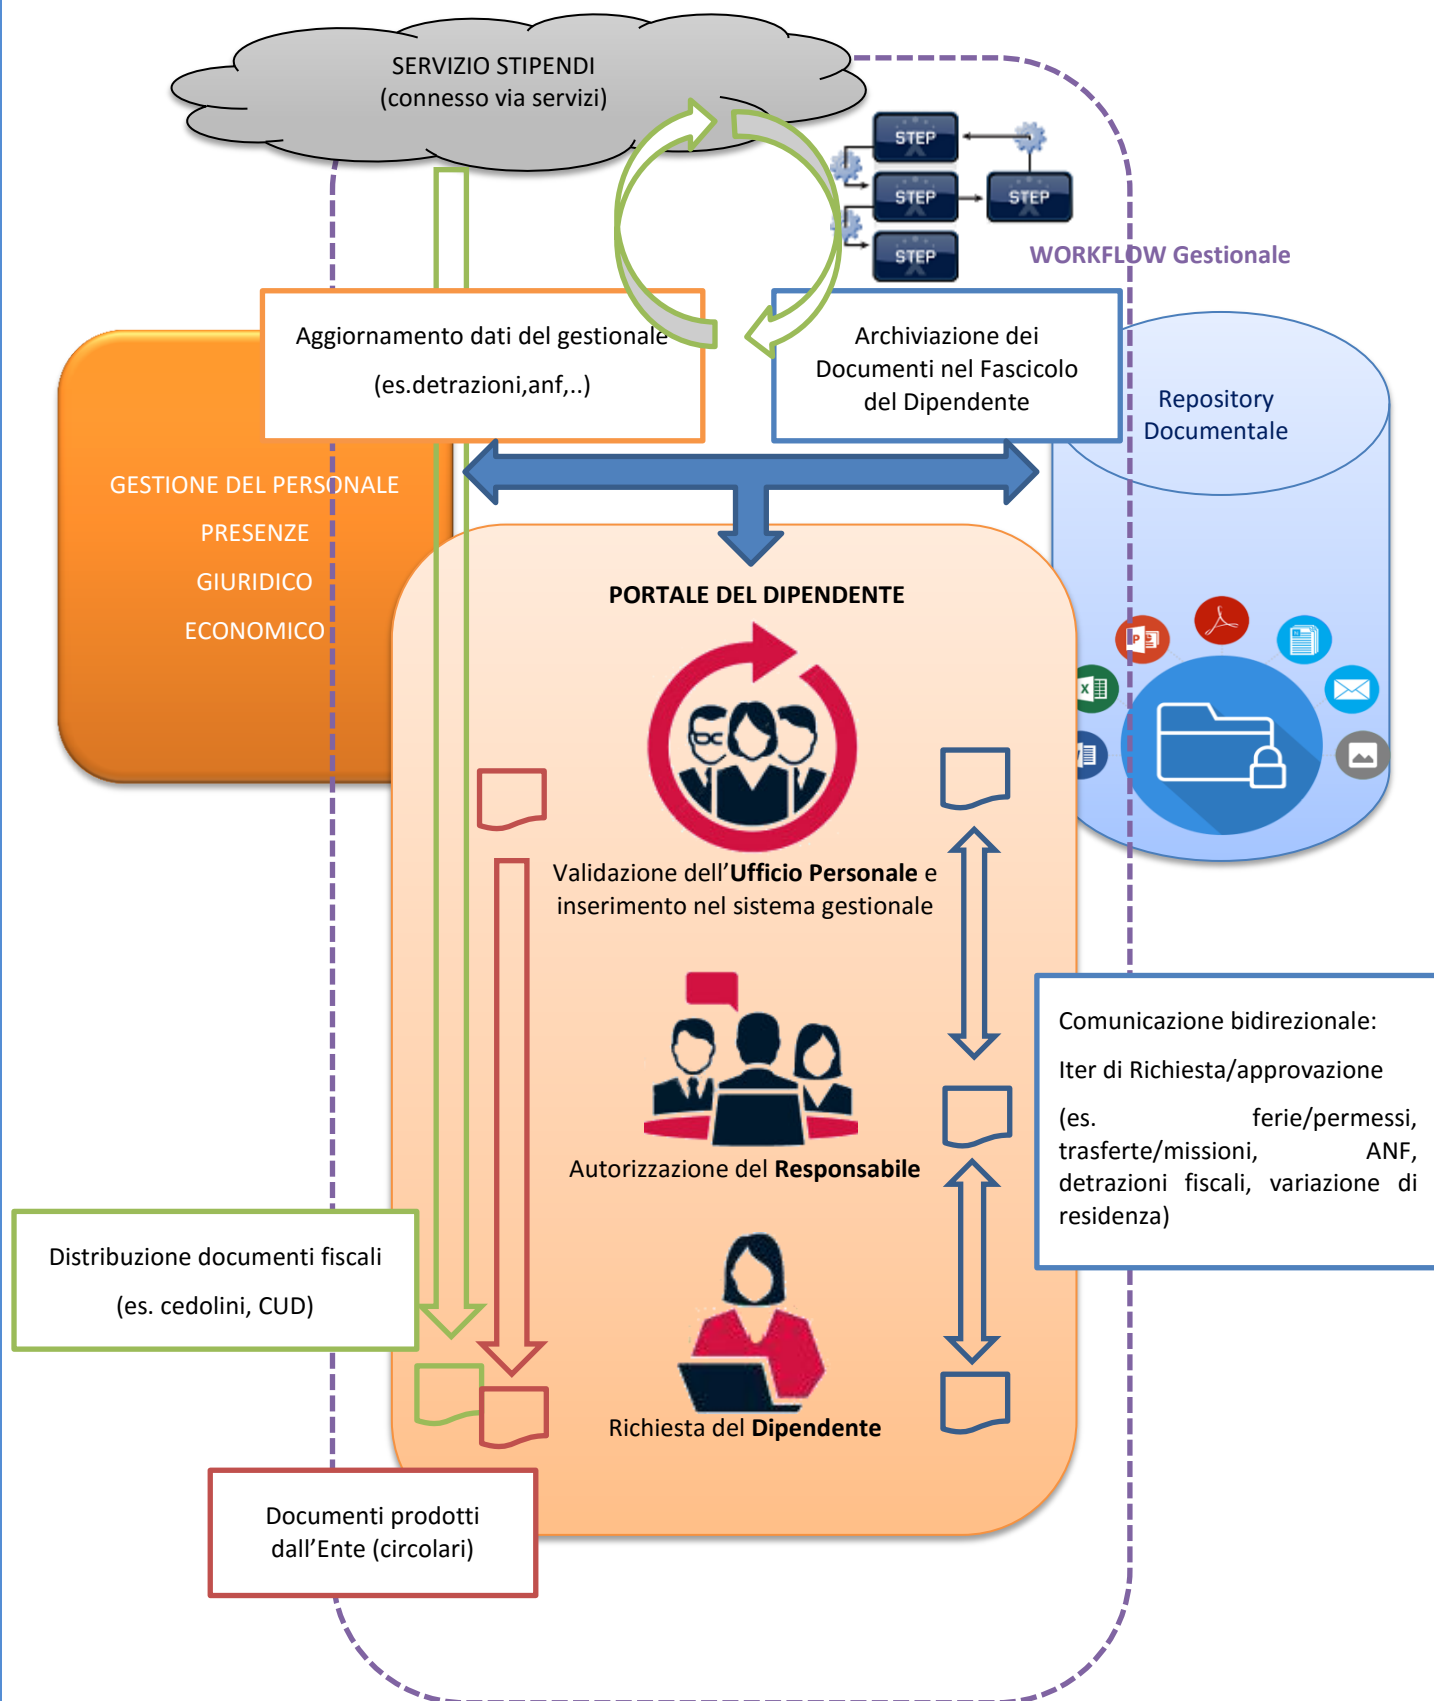 SERVIZIO STIPENDI
(connesso via servizi)
STEP
STEP
STEP
STEP
WORKFLOW Gestionale
Aggiornamento dati del gestionale
(es.detrazioni,anf,..)
Archiviazione dei
Documenti nel Fascicolo
del Dipendente
Repository
Documentale
GESTIONE DEL PERSONALE
PRESENZE
GIURIDICO
ECONOMICO
PORTALE DEL DIPENDENTE
Validazione dell’Ufficio Personale e
inserimento nel sistema gestionale
Comunicazione bidirezionale:
Iter di Richiesta/approvazione
(es. ferie/permessi,
trasferte/missioni, ANF,
detrazioni fiscali, variazione di
residenza)
Autorizzazione del Responsabile
Distribuzione documenti fiscali
(es. cedolini, CUD)
Richiesta del Dipendente
Documenti prodotti
dall’Ente (circolari)